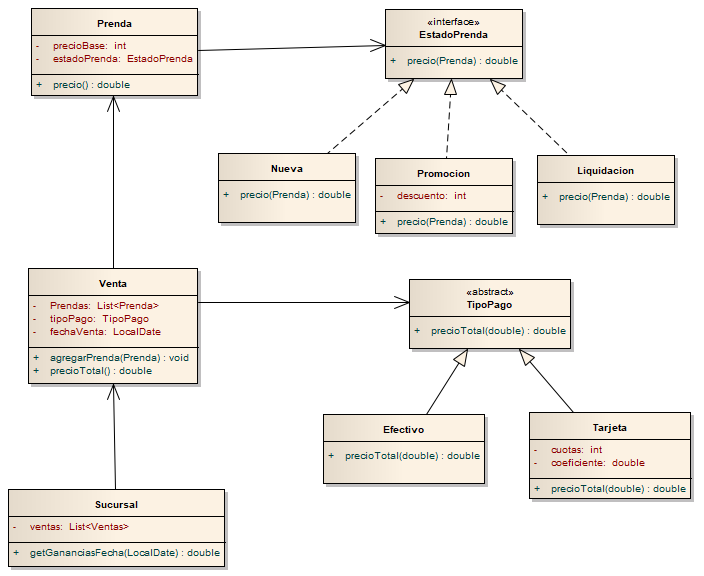 Prenda
- precioBase: int
- estadoPrenda: EstadoPrenda
+ precio() : double
«interface»
EstadoPrenda
+ precio(Prenda) : double
Nueva
+ precio(Prenda) : double
Promocion
- descuento: int
+ precio(Prenda) : double
Liquidacion
+ precio(Prenda) : double
Venta
- Prendas: List<Prenda>
- tipoPago: TipoPago
- fechaVenta: LocalDate
+ agregarPrenda(Prenda) : void
+ precioTotal() : double
«abstract»
TipoPago
+ precioTotal(double) : double
Efectivo
+ precioTotal(double) : double
Tarjeta
- cuotas: int
- coeficiente: double
+ precioTotal(double) : double
Sucursal
- ventas: List<Ventas>
+ getGananciasFecha(LocalDate) : double